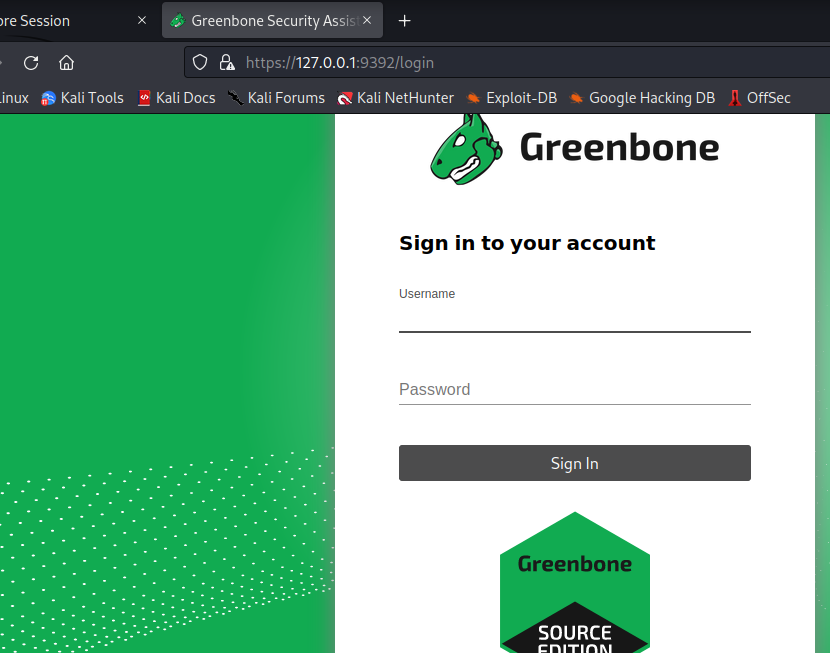 ore Session
Greenbone Security Assist
https://127.0.0.1:9392/login
Linux Kali Tools Kali Docs Kali Forums Kali NetHunter Exploit-DB Google Hacking DB OffSec
Greenbone
Sign in to your account
Username
Password
Sign In
Greenbone
SOURCE
EDITION